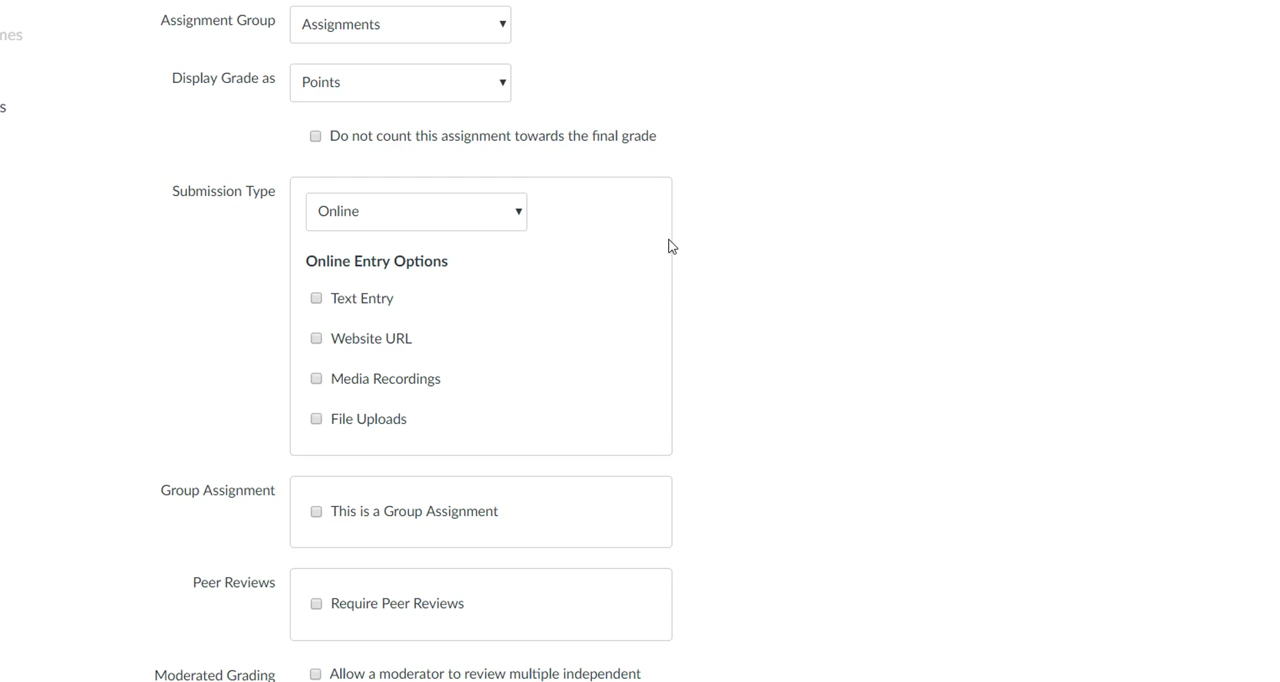 Assignment Group Assignments
mes
Display Grade as Points
s
Do not count this assignment towards the final grade
Submission Type
Online
Online Entry Options
Text Entry
Website URL
Media Recordings
File Uploads
Group Assignment
This is a Group Assignment
Peer Reviews
Require Peer Reviews
Moderated Grading Allow a moderator to review multiple independent